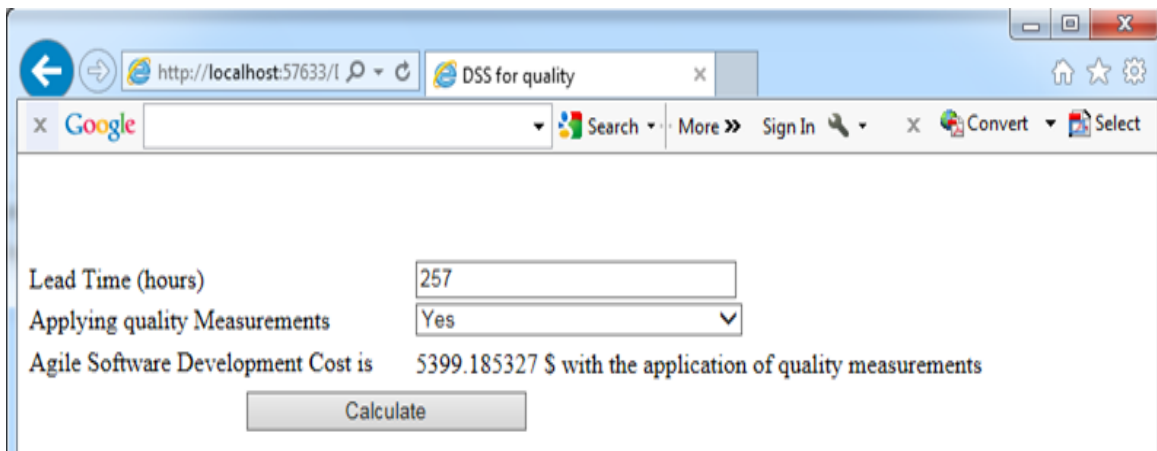 http://localhost:57633/I
DSS for quality
X Google Search More » Sign In x Convert Select
Lead Time (hours) 257
Applying quality Measurements Yes
Agile Software Development Cost is 5399.185327 $ with the application of quality measurements
Calculate